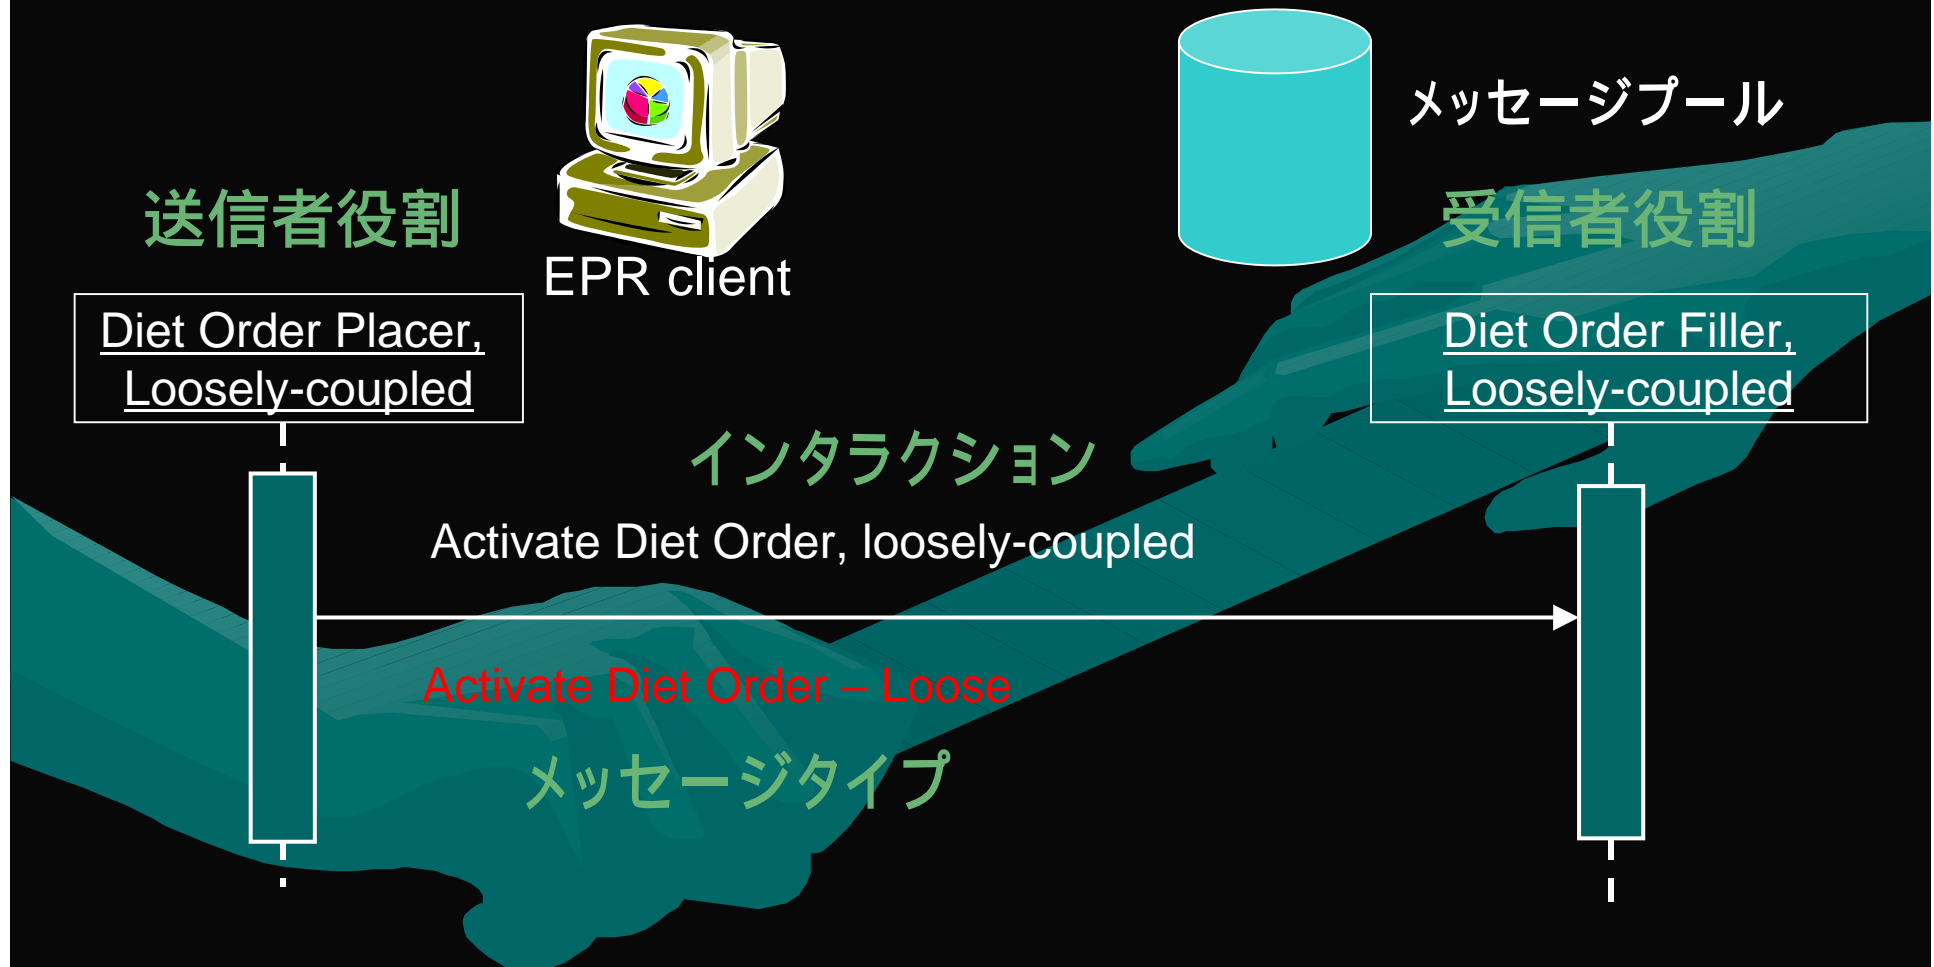 メッセージプール
送信者役割
受信者役割
EPR client
Diet Order Placer,
Loosely-coupled
Diet Order Filler,
Loosely-coupled
インタラクション
Activate Diet Order, loosely-coupled
Activate Diet Order – Loose
メッセージタイプ